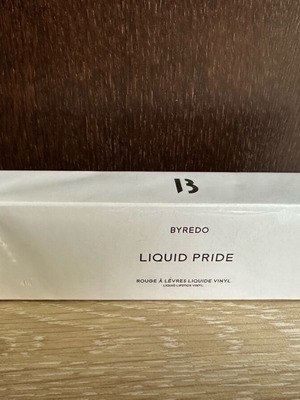 B
BYREDO
LIQUID PRIDE
ROUGE À LÈVRES LIQUIDE VINYL
LIQUID LIPSTICK VINYL